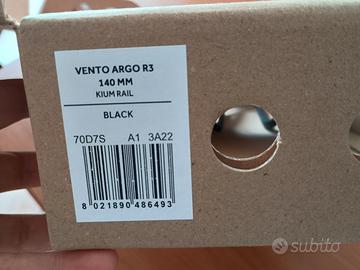 VENTO ARGO R3
140 MM
KIUM RAIL
BLACK
70D7S A1 3A22
8 021890 486493
subito